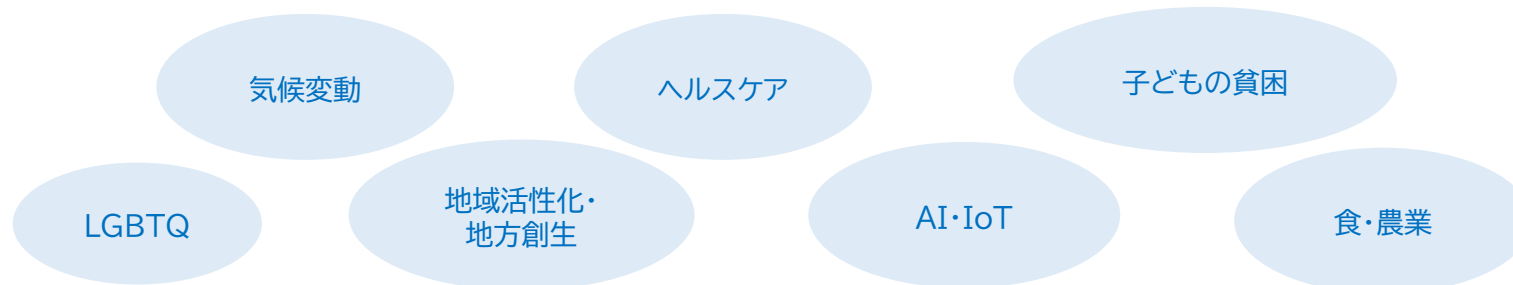 気候変動
ヘルスケア
子どもの貧困
LGBTQ
地域活性化・
地方創生
AI・IoT
食・農業